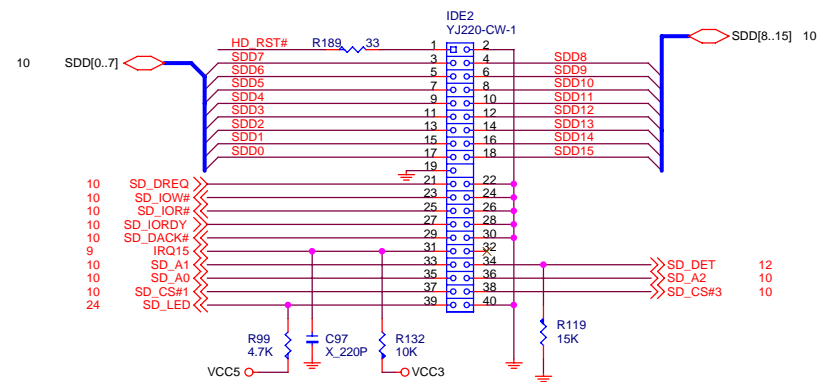 IDE2
YJ220-CW-1
HD_RST# R189 33 1 2
10 SDD[0..7] SDD[8..15] 10
SDD7 3 4 SDD8
SDD6 5 6 SDD9
SDD5 7 8 SDD10
SDD4 9 10 SDD11
SDD3 11 12 SDD12
SDD2 13 14 SDD13
SDD1 15 16 SDD14
SDD0 17 18 SDD15
19
10 SD_DREQ 21 22
10 SD_IOW# 23 24
10 SD_IOR# 25 26
10 SD_IORDY 27 28
10 SD_DACK# 29 30
9 IRQ15 31 32
10 SD_A1 33 34 SD_DET 12
10 SD_A0 35 36 SD_A2 10
10 SD_CS#1 37 38 SD_CS#3 10
24 SD_LED 39 40
R99 C97 R132 R119
4.7K X_220P 10K 15K
VCC5 VCC3